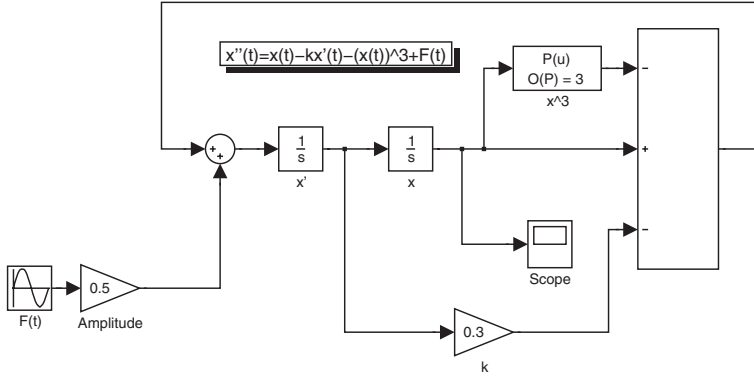 x''(t)=x(t)−kx'(t)−(x(t))^3+F(t)
P(u)
O(P) = 3
x^3
−
+
+
1
s
x'
1
s
x
+
−
Scope
F(t)
0.5
Amplitude
0.3
k